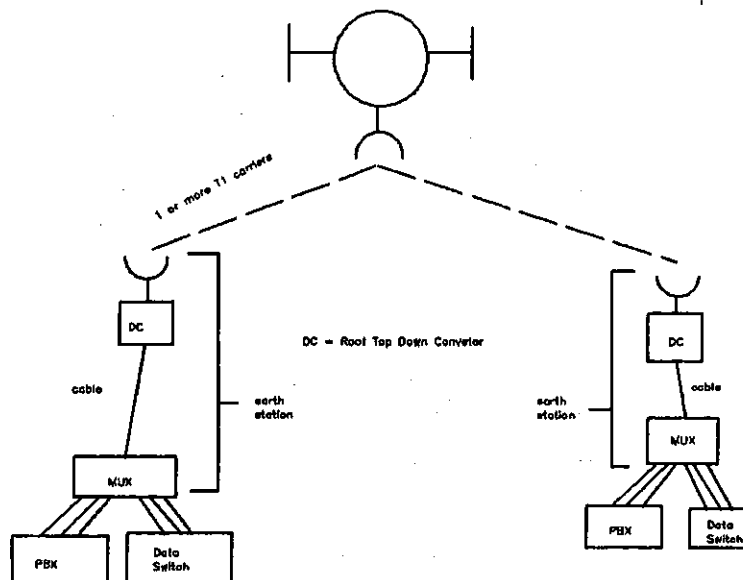 1 or more T1 carriers
DC
DC = Roof Top Down Convetor
DC
cable
earth
station
earth
station
cable
MUX
MUX
PBX
Data
Switch
PBX
Data
Switch